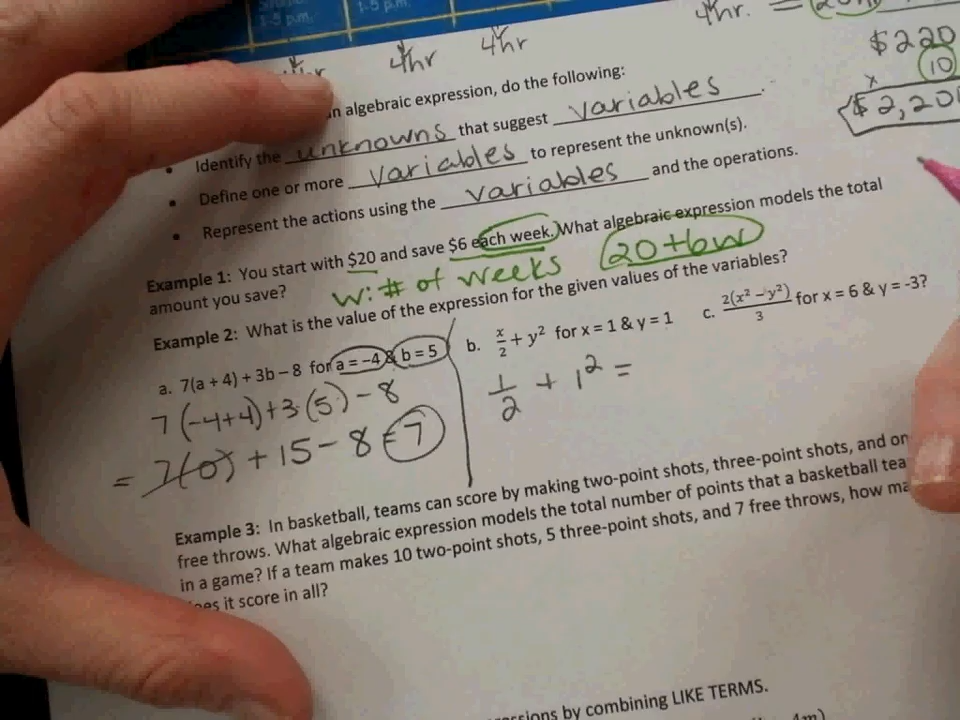 1-5 p.m.
1-5 p.m.
4hr
4hr
4hr. =
$220
x 10
$2,20
an algebraic expression, do the following:
• Identify the unknowns that suggest variables.
• Define one or more variables to represent the unknown(s).
• Represent the actions using the variables and the operations.
Example 1: You start with $20 and save $6 each week. What algebraic expression models the total
amount you save?
w: # of weeks
20+6w
Example 2: What is the value of the expression for the given values of the variables?
a. 7(a + 4) + 3b – 8 for a = –4 & b = 5
b. x/2 + y² for x = 1 & y = 1
c. 2(x² – y²)/3 for x = 6 & y = -3?
7(-4+4)+3·(5)-8
= 7(0) + 15 - 8 = 7
1/2 + 1² =
Example 3: In basketball, teams can score by making two-point shots, three-point shots, and
free throws. What algebraic expression models the total number of points that a basketball
in a game? If a team makes 10 two-point shots, 5 three-point shots, and 7 free throws, how
it score in all?
by combining LIKE TERMS.